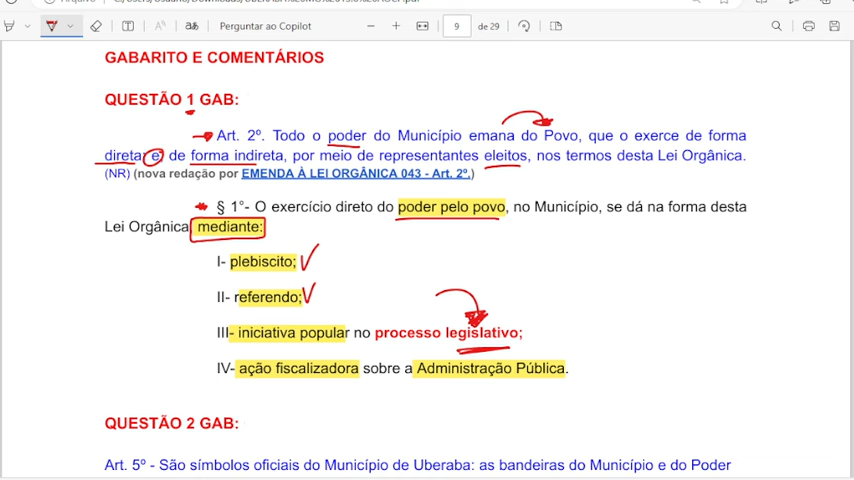 Perguntar ao Copilot
9
de 29
GABARITO E COMENTÁRIOS
QUESTÃO 1 GAB:
Art. 2º. Todo o poder do Município emana do Povo, que o exerce de forma
direta e de forma indireta, por meio de representantes eleitos, nos termos desta Lei Orgânica.
(NR) (nova redação por EMENDA À LEI ORGÂNICA 043 - Art. 2º.)
§ 1°- O exercício direto do poder pelo povo, no Município, se dá na forma desta
Lei Orgânica, mediante:
I- plebiscito;
II- referendo;
III- iniciativa popular no processo legislativo;
IV- ação fiscalizadora sobre a Administração Pública.
QUESTÃO 2 GAB:
Art. 5º - São símbolos oficiais do Município de Uberaba: as bandeiras do Município e do Poder